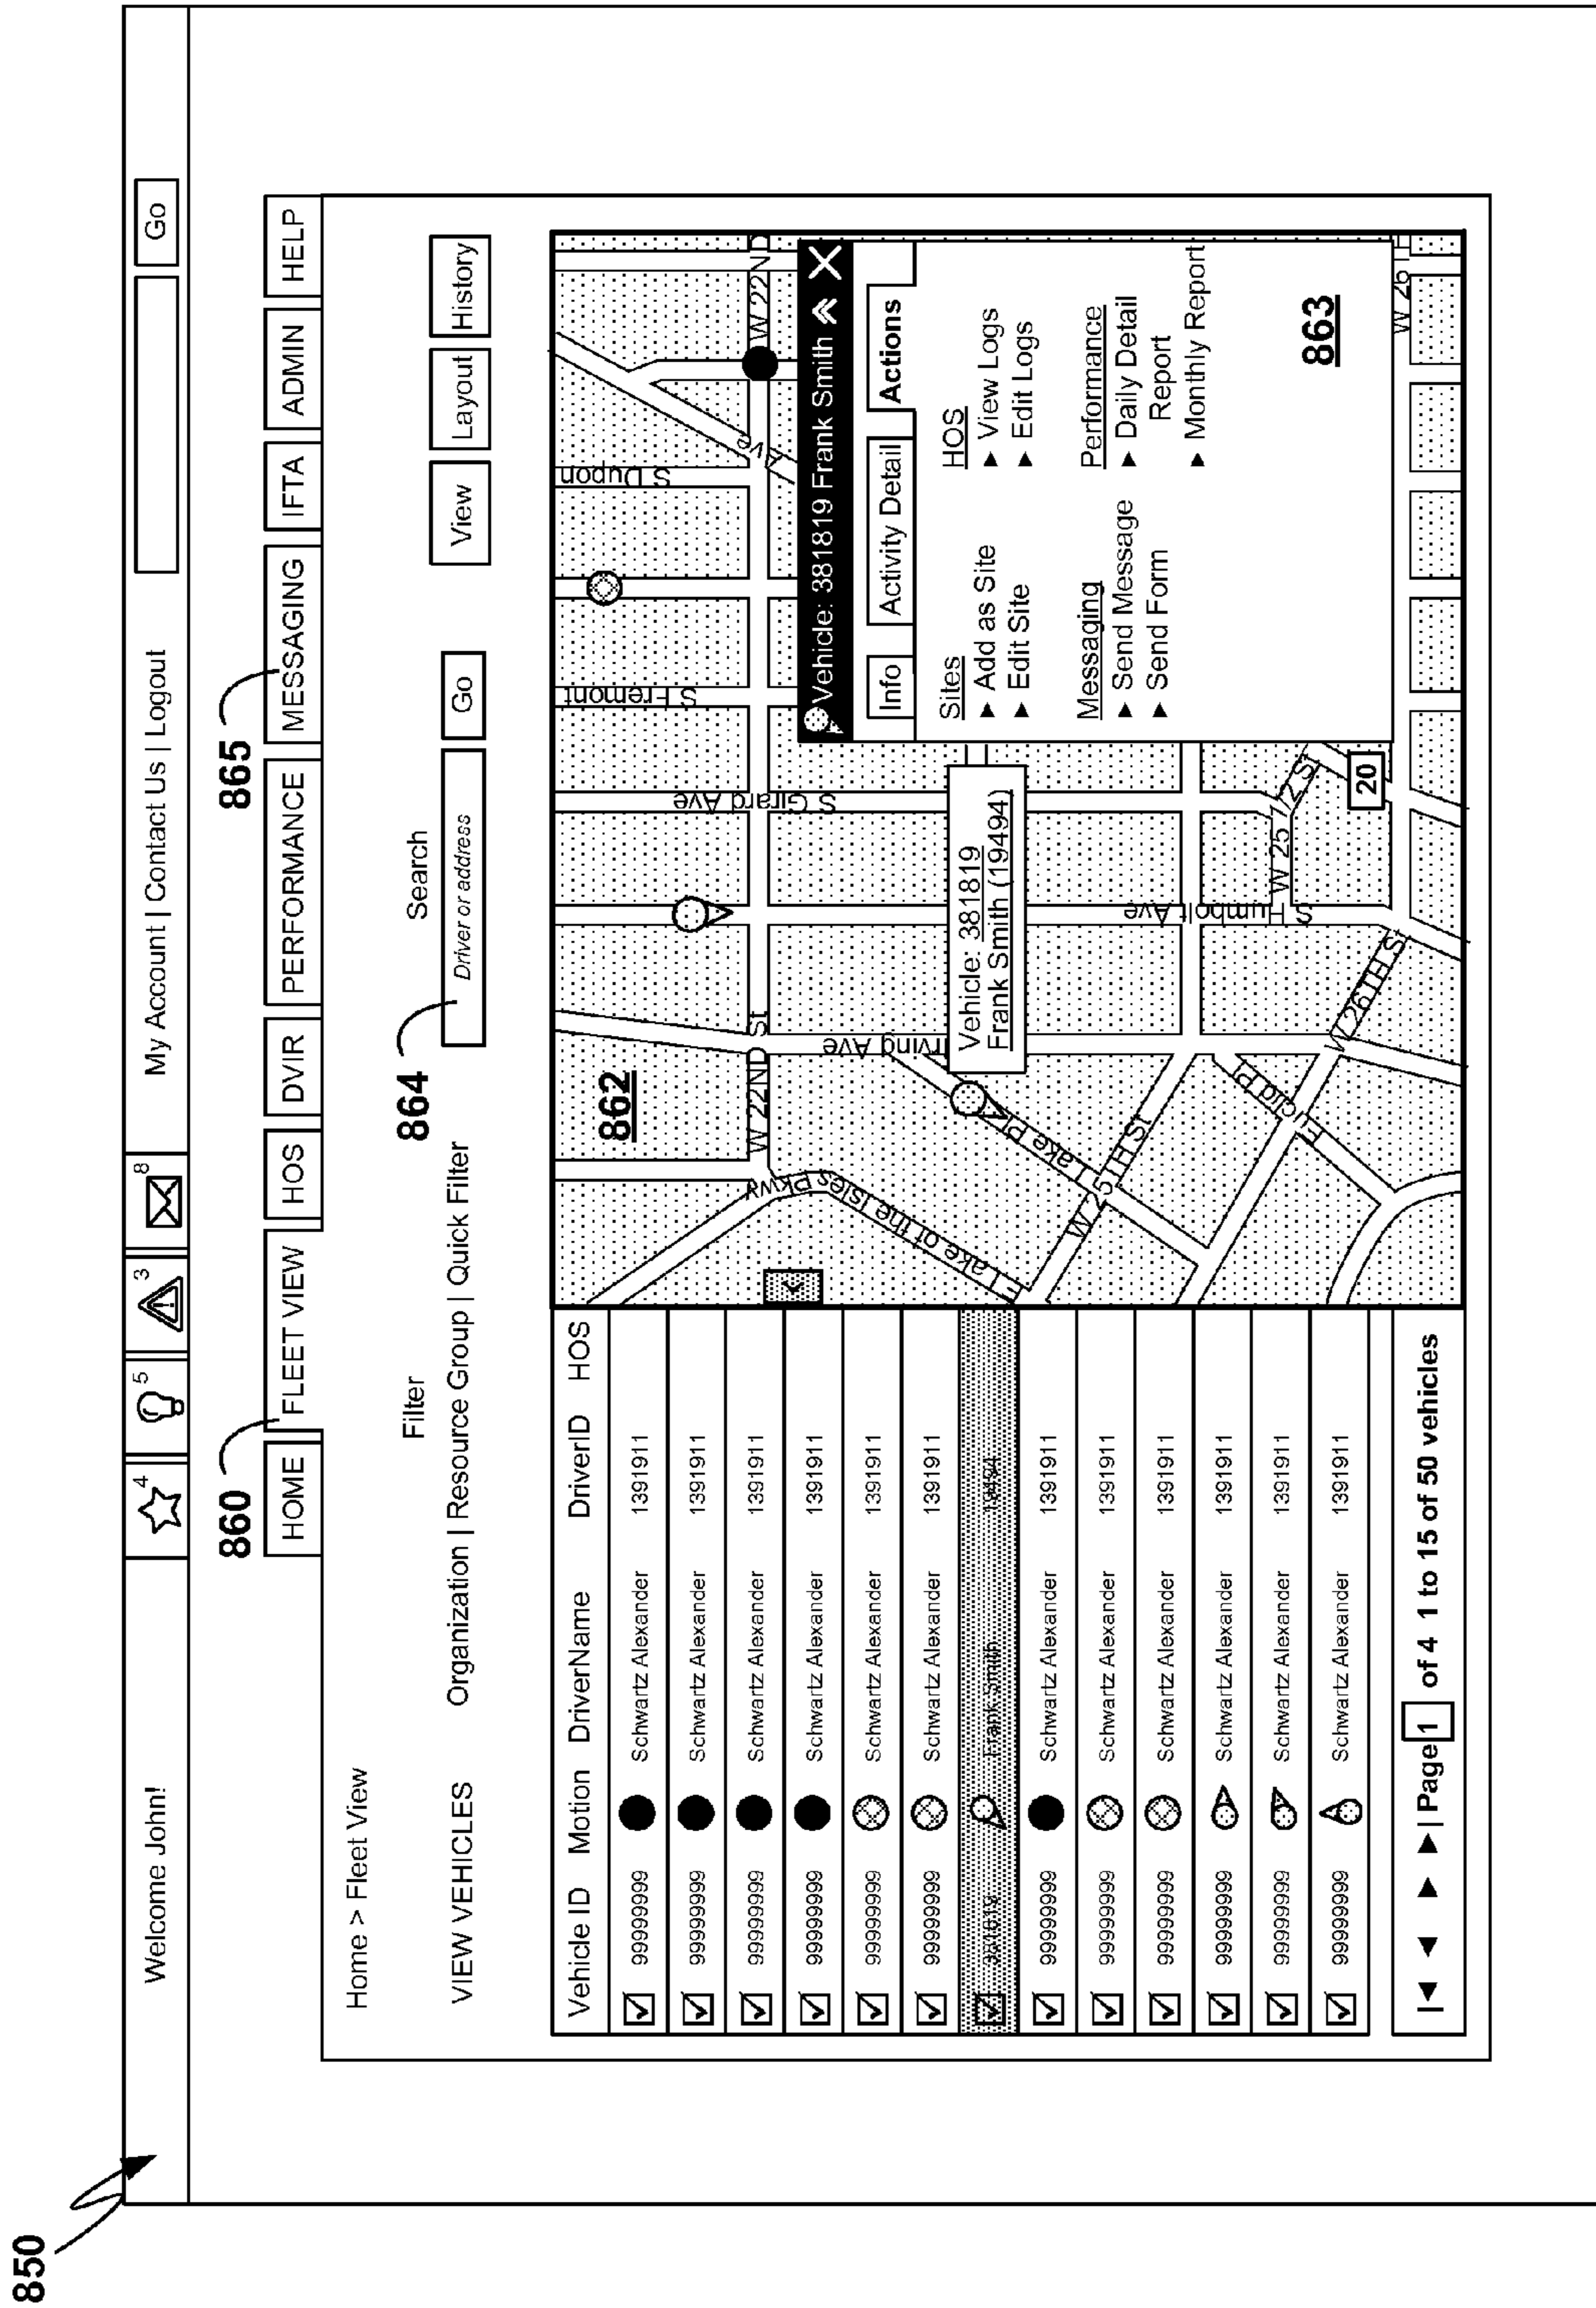 850
Welcome John!
4
5
3
8
My Account | Contact Us | Logout
Go
860
865
HOME
FLEET VIEW
HOS
DVIR
PERFORMANCE
MESSAGING
IFTA
ADMIN
HELP
Home > Fleet View
Filter
864
Search
VIEW VEHICLES
Organization | Resource Group | Quick Filter
Driver or address
Go
View
Layout
History
Vehicle ID Motion DriverName DriverID HOS
99999999 Schwartz Alexander 1391911
99999999 Schwartz Alexander 1391911
99999999 Schwartz Alexander 1391911
99999999 Schwartz Alexander 1391911
99999999 Schwartz Alexander 1391911
99999999 Schwartz Alexander 1391911
381819 Frank Smith 19494
99999999 Schwartz Alexander 1391911
99999999 Schwartz Alexander 1391911
99999999 Schwartz Alexander 1391911
99999999 Schwartz Alexander 1391911
99999999 Schwartz Alexander 1391911
99999999 Schwartz Alexander 1391911
Page 1 of 4 1 to 15 of 50 vehicles
862
W 22ND St
W 22ND
E Lake of the Isles Pkwy
Irving Ave
Lake Pl
W 25TH St
Euclid Pl
W 26TH St
S Humbolt Ave
S Girard Ave
S Fremont
S Dupon
Ave
W 25 1/2 St
20
Vehicle: 381819
Frank Smith (19494)
Vehicle: 381819 Frank Smith
Info
Activity Detail
Actions
Sites
► Add as Site
► Edit Site
HOS
► View Logs
► Edit Logs
Messaging
► Send Message
► Send Form
Performance
► Daily Detail
Report
► Monthly Report
863